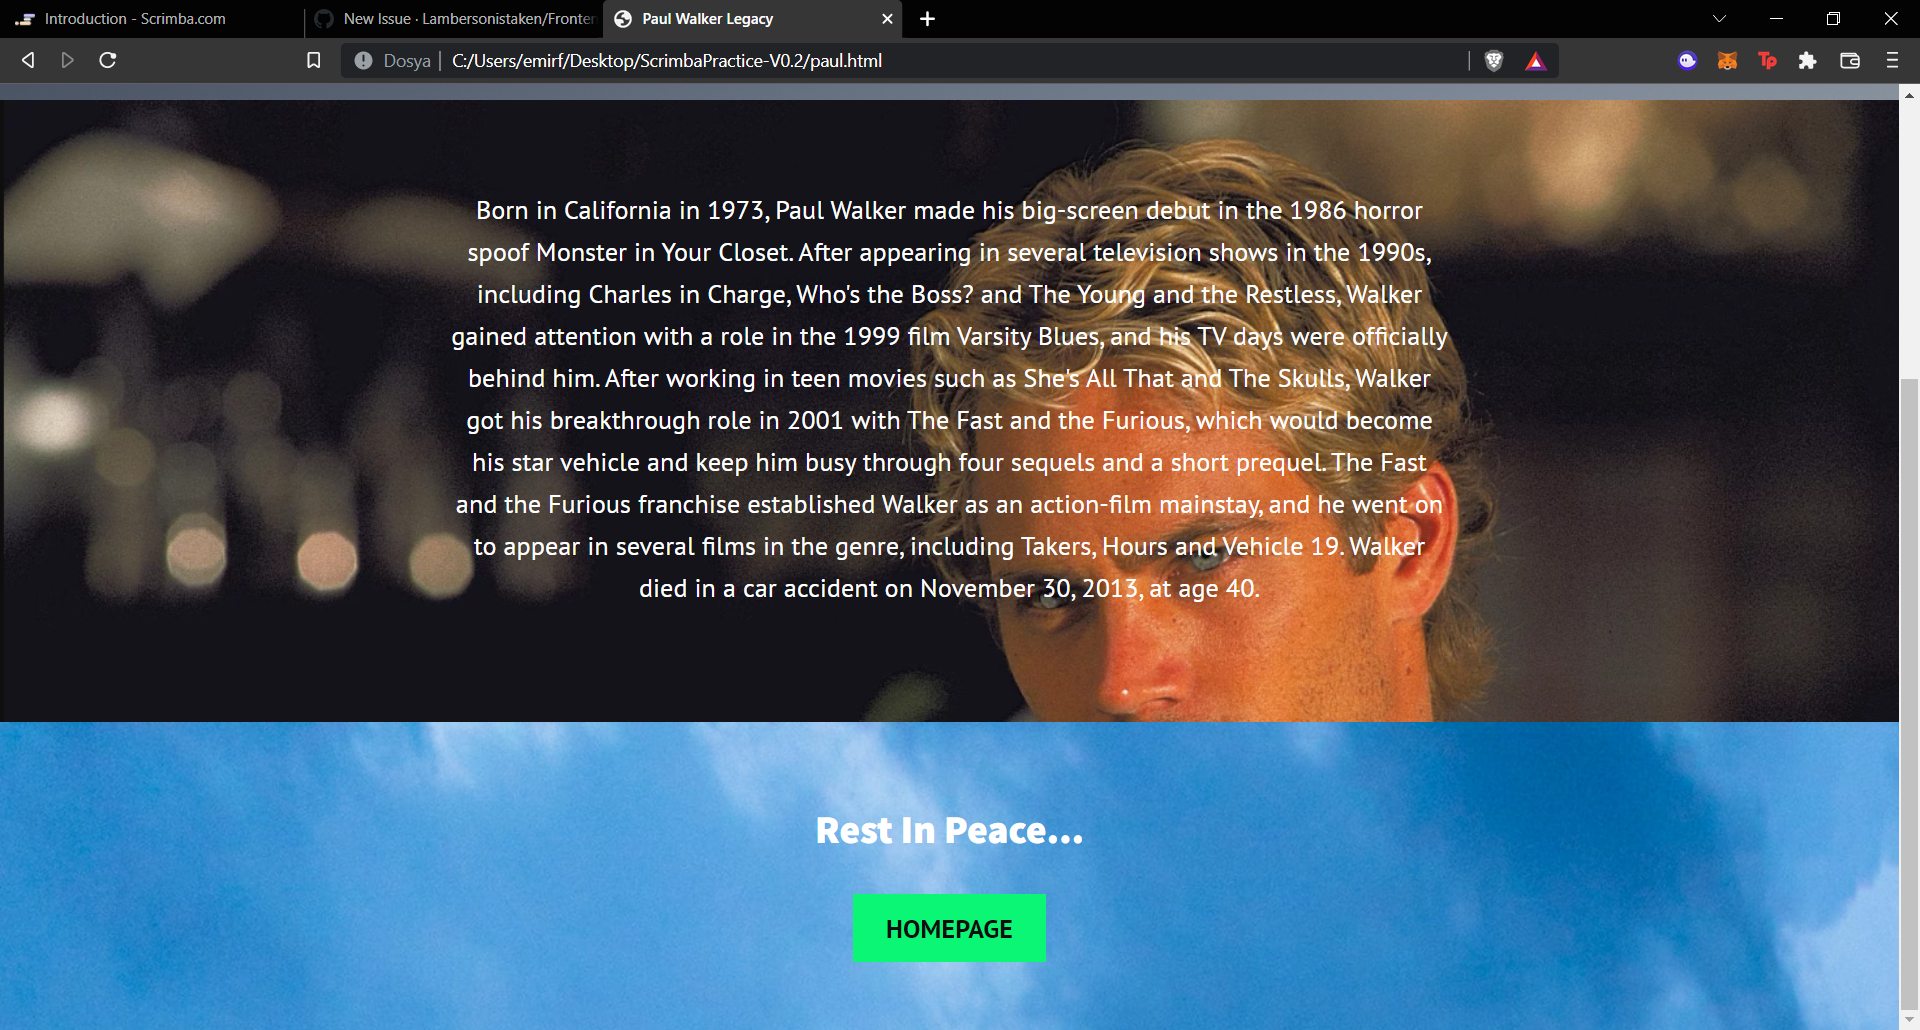 Introduction - Scrimba.com
New Issue · Lambersonistaken/Fronten
Paul Walker Legacy
Dosya
C:/Users/emirf/Desktop/ScrimbaPractice-V0.2/paul.html
Tp
Born in California in 1973, Paul Walker made his big-screen debut in the 1986 horror
spoof Monster in Your Closet. After appearing in several television shows in the 1990s,
including Charles in Charge, Who's the Boss? and The Young and the Restless, Walker
gained attention with a role in the 1999 film Varsity Blues, and his TV days were officially
behind him. After working in teen movies such as She's All That and The Skulls, Walker
got his breakthrough role in 2001 with The Fast and the Furious, which would become
his star vehicle and keep him busy through four sequels and a short prequel. The Fast
and the Furious franchise established Walker as an action-film mainstay, and he went on
to appear in several films in the genre, including Takers, Hours and Vehicle 19. Walker
died in a car accident on November 30, 2013, at age 40.
Rest In Peace...
HOMEPAGE